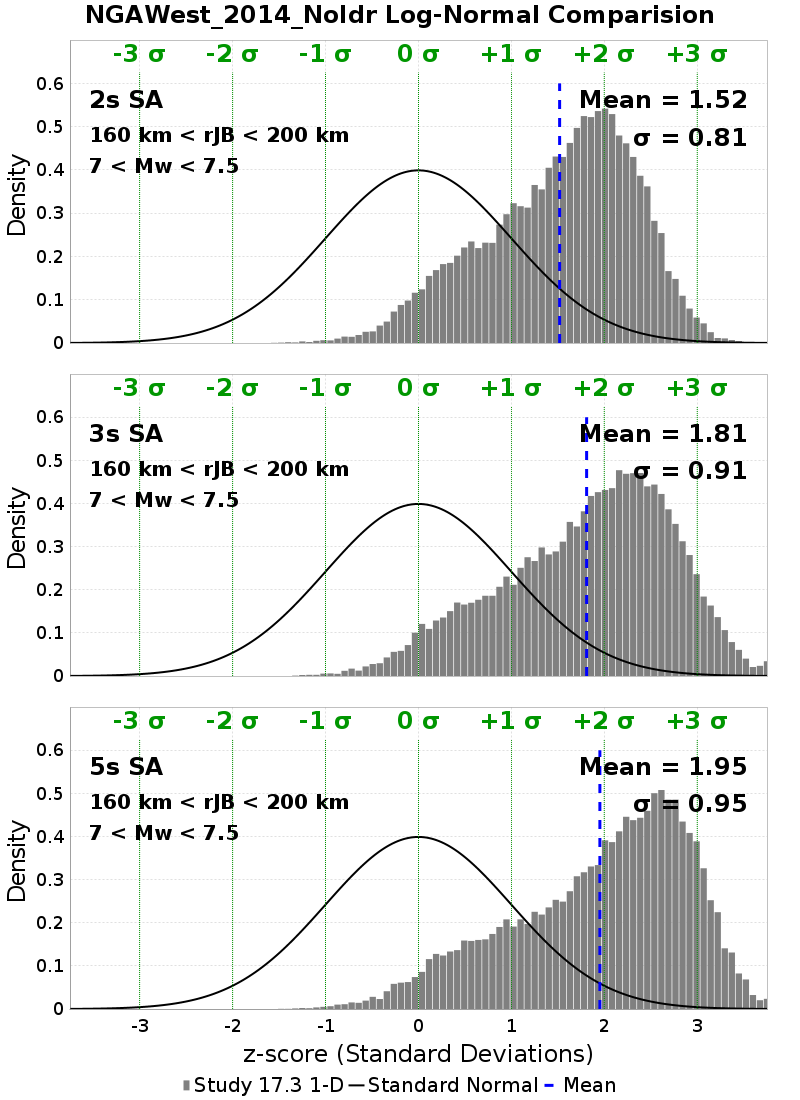 NGAWest_2014_NoIdr Log-Normal Comparision
-3 σ -2 σ -1 σ 0 σ +1 σ +2 σ +3 σ
2s SA
160 km < rJB < 200 km
7 < Mw < 7.5
Mean = 1.52
σ = 0.81
Density
0.6
0.5
0.4
0.3
0.2
0.1
0
-3 σ -2 σ -1 σ 0 σ +1 σ +2 σ +3 σ
3s SA
160 km < rJB < 200 km
7 < Mw < 7.5
Mean = 1.81
σ = 0.91
Density
0.6
0.5
0.4
0.3
0.2
0.1
0
-3 σ -2 σ -1 σ 0 σ +1 σ +2 σ +3 σ
5s SA
160 km < rJB < 200 km
7 < Mw < 7.5
Mean = 1.95
σ = 0.95
Density
0.6
0.5
0.4
0.3
0.2
0.1
0
-3 -2 -1 0 1 2 3
z-score (Standard Deviations)
Study 17.3 1-D Standard Normal Mean